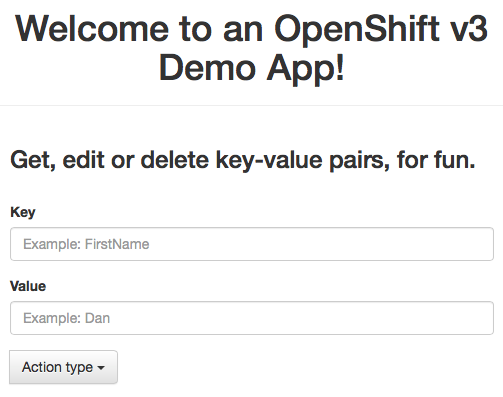 Welcome to an OpenShift v3
Demo App!
Get, edit or delete key-value pairs, for fun.
Key
Example: FirstName
Value
Example: Dan
Action type